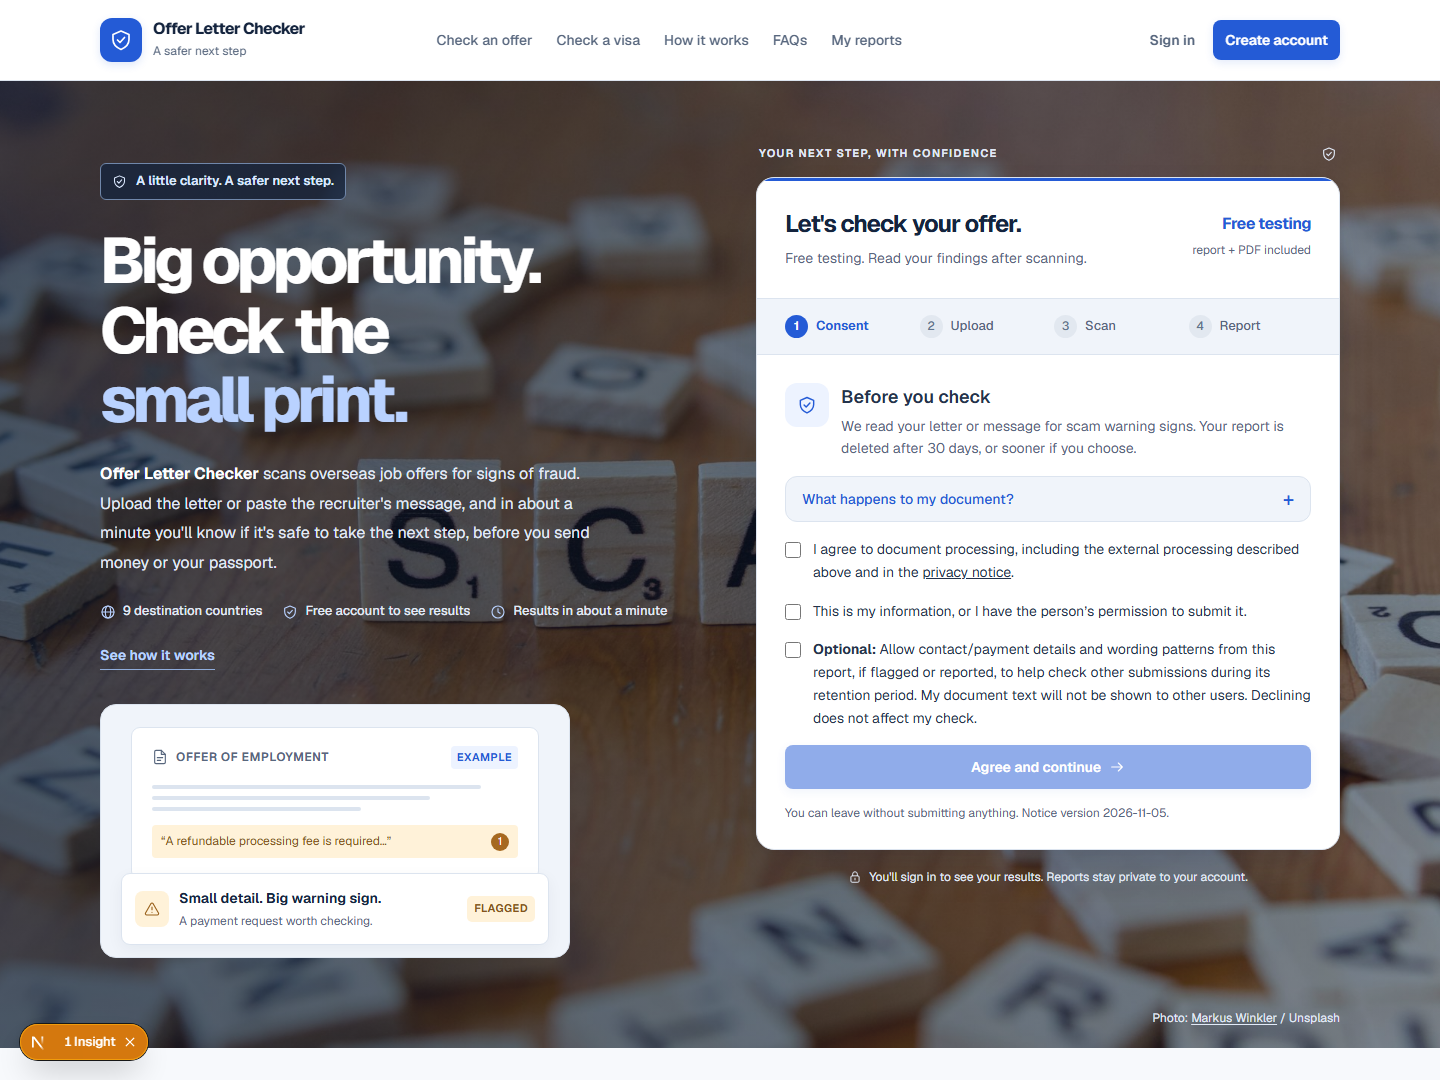 Offer Letter Checker
A safer next step
Check an offer
Check a visa
How it works
FAQs
My reports
Sign in
Create account
A little clarity. A safer next step.
Big opportunity.
Check the
small print.
Offer Letter Checker scans overseas job offers for signs of fraud.
Upload the letter or paste the recruiter's message, and in about a
minute you'll know if it's safe to take the next step, before you send
money or your passport.
9 destination countries
Free account to see results
Results in about a minute
See how it works
OFFER OF EMPLOYMENT
EXAMPLE
“A refundable processing fee is required…”
1
Small detail. Big warning sign.
A payment request worth checking.
FLAGGED
YOUR NEXT STEP, WITH CONFIDENCE
Let's check your offer.
Free testing. Read your findings after scanning.
Free testing
report + PDF included
1 Consent
2 Upload
3 Scan
4 Report
Before you check
We read your letter or message for scam warning signs. Your report is
deleted after 30 days, or sooner if you choose.
What happens to my document?
+
I agree to document processing, including the external processing described
above and in the privacy notice.
This is my information, or I have the person's permission to submit it.
Optional: Allow contact/payment details and wording patterns from this
report, if flagged or reported, to help check other submissions during its
retention period. My document text will not be shown to other users. Declining
does not affect my check.
Agree and continue →
You can leave without submitting anything. Notice version 2026-11-05.
You'll sign in to see your results. Reports stay private to your account.
S1 C3 A
Photo: Markus Winkler / Unsplash
N 1 Insight ×